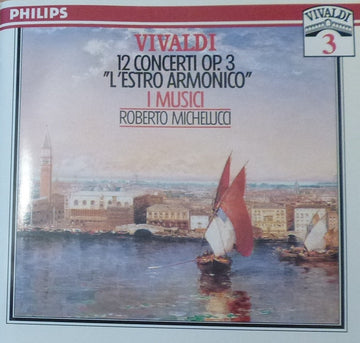 PHILIPS
VIVALDI
3
VIVALDI
12 CONCERTI OP. 3
"L'ESTRO ARMONICO"
I MUSICI
ROBERTO MICHELUCCI